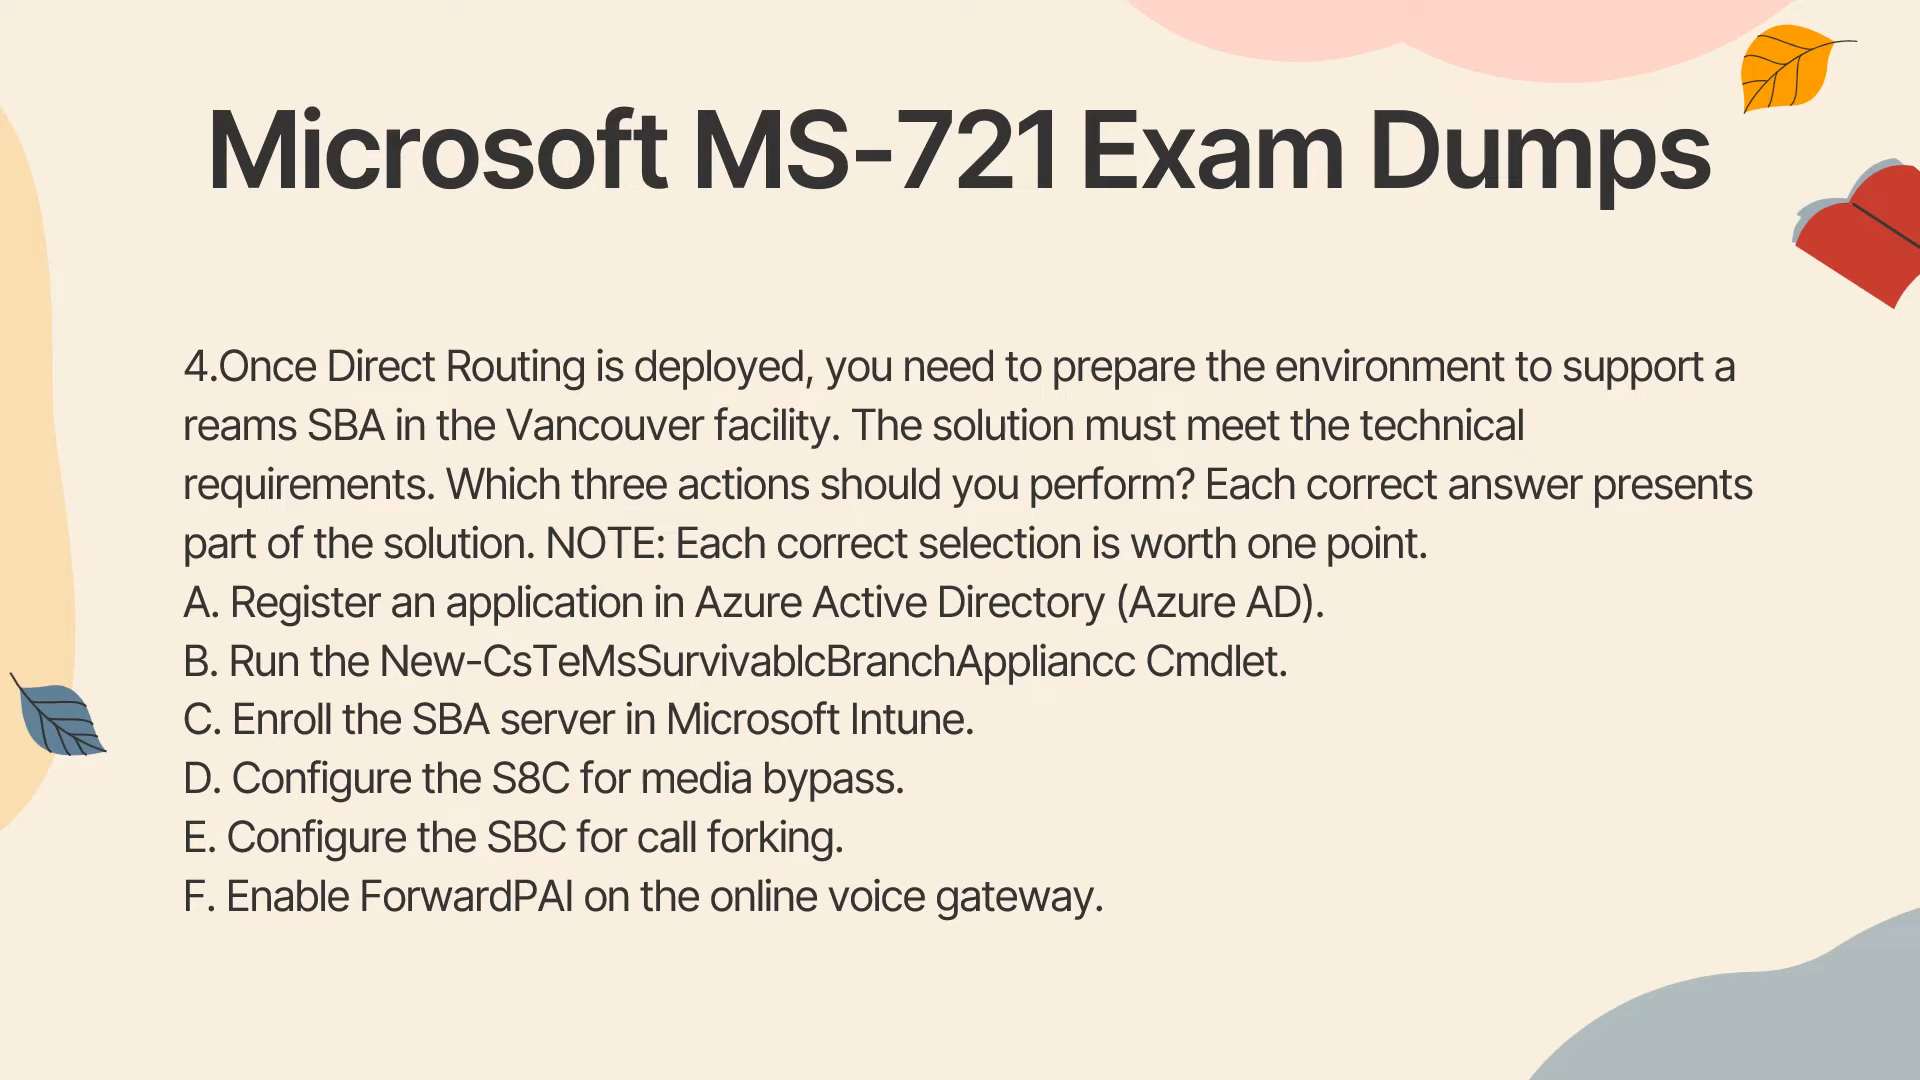 Microsoft MS-721 Exam Dumps
4.Once Direct Routing is deployed, you need to prepare the environment to support a
reams SBA in the Vancouver facility. The solution must meet the technical
requirements. Which three actions should you perform? Each correct answer presents
part of the solution. NOTE: Each correct selection is worth one point.
A. Register an application in Azure Active Directory (Azure AD).
B. Run the New-CsTeMsSurvivablcBranchAppliancc Cmdlet.
C. Enroll the SBA server in Microsoft Intune.
D. Configure the S8C for media bypass.
E. Configure the SBC for call forking.
F. Enable ForwardPAI on the online voice gateway.